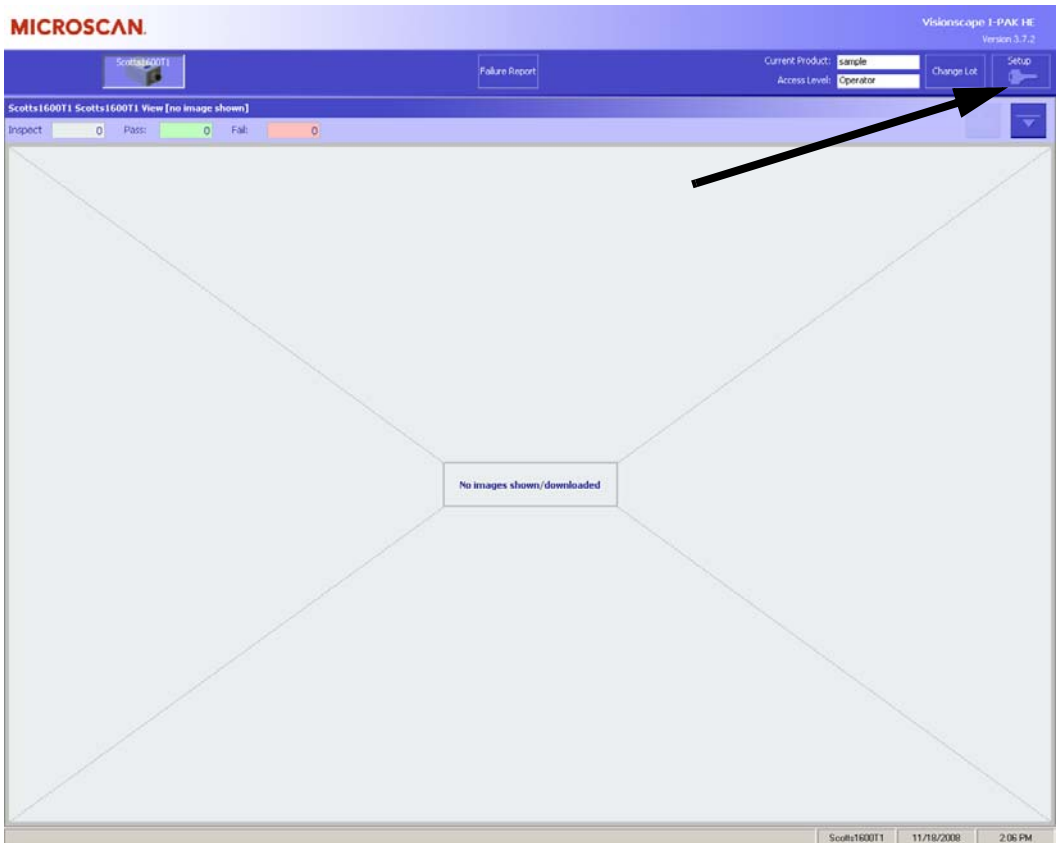 MICROSCAN.
Visionscape I-PAK HE
Version 3.7.2
Scotts1600T1
Failure Report
Current Product: sample
Access Level: Operator
Change Lot
Setup
Scotts1600T1 Scotts1600T1 View [no image shown]
Inspect 0 Pass: 0 Fail: 0
No images shown/downloaded
Scotts1600T1 11/18/2008 2:06 PM